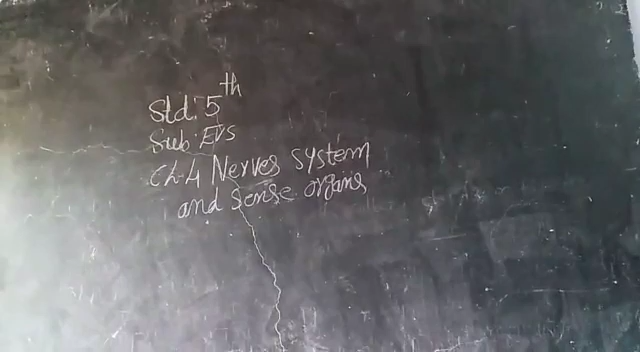 Std: 5th
Sub: EVS
Ch-4 Nerves system
and sense organs